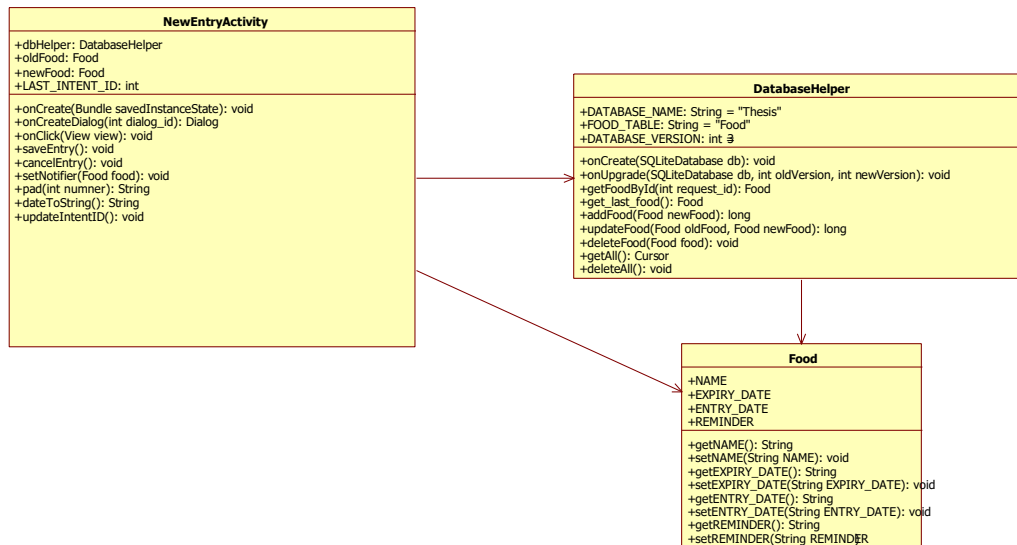 NewEntryActivity
+dbHelper: DatabaseHelper
+oldFood: Food
+newFood: Food
+LAST_INTENT_ID: int
+onCreate(Bundle savedInstanceState): void
+onCreateDialog(int dialog_id): Dialog
+onClick(View view): void
+saveEntry(): void
+cancelEntry(): void
+setNotifier(Food food): void
+pad(int numner): String
+dateToString(): String
+updateIntentID(): void
DatabaseHelper
+DATABASE_NAME: String = "Thesis"
+FOOD_TABLE: String = "Food"
+DATABASE_VERSION: int =3
+onCreate(SQLiteDatabase db): void
+onUpgrade(SQLiteDatabase db, int oldVersion, int newVersion): void
+getFoodById(int request_id): Food
+get_last_food(): Food
+addFood(Food newFood): long
+updateFood(Food oldFood, Food newFood): long
+deleteFood(Food food): void
+getAll(): Cursor
+deleteAll(): void
Food
+NAME
+EXPIRY_DATE
+ENTRY_DATE
+REMINDER
+getNAME(): String
+setNAME(String NAME): void
+getEXPIRY_DATE(): String
+setEXPIRY_DATE(String EXPIRY_DATE): void
+getENTRY_DATE(): String
+setENTRY_DATE(String ENTRY_DATE): void
+getREMINDER(): String
+setREMINDER(String REMINDER